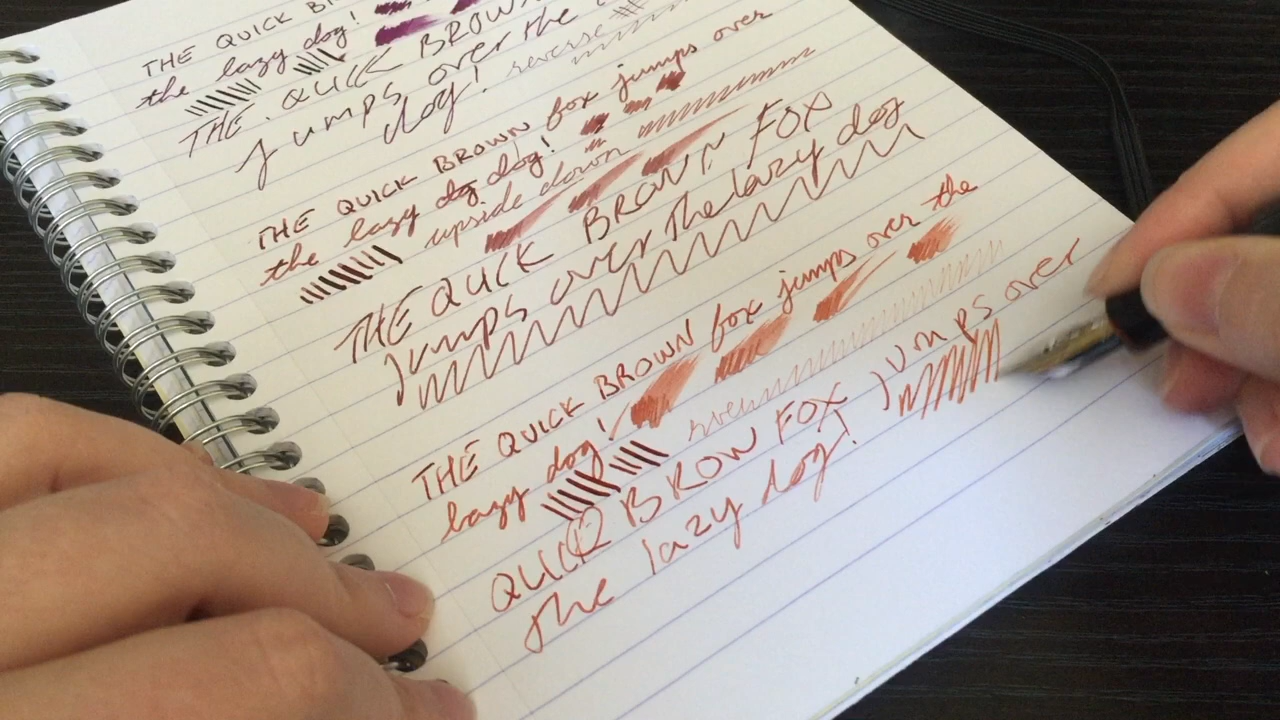 THE QUICK
the lazy dog!
THE QUICK BROWN
jumps over the
dog! reverse
THE QUICK BROWN fox jumps over
the lazy dog dog!
upside down
THE QUICK BROWN FOX
jumps over the lazy dog
THE QUICK BROWN fox jumps over the
lazy dog!
QUICK BROWN FOX jumps over
the lazy dog!